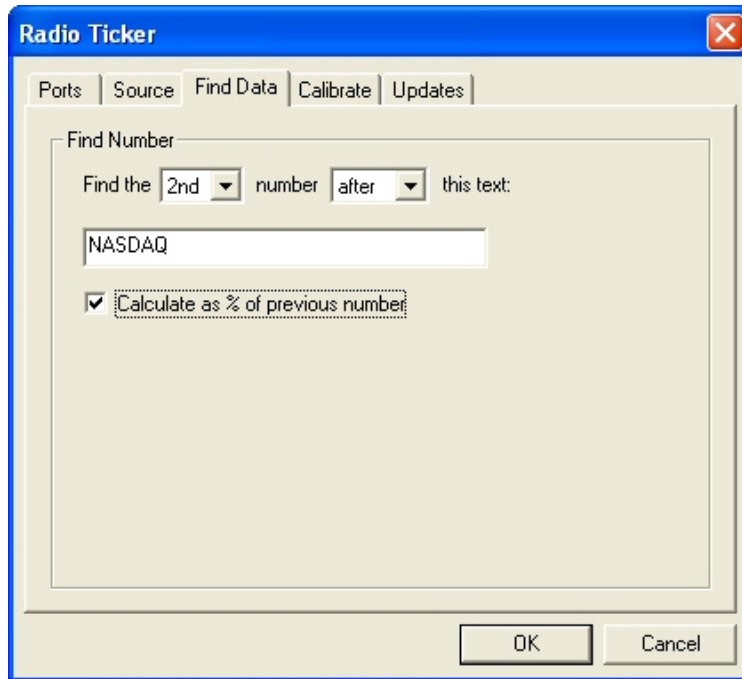 Radio Ticker
Ports Source Find Data Calibrate Updates
Find Number
Find the 2nd number after this text:
NASDAQ
Calculate as % of previous number
OK Cancel